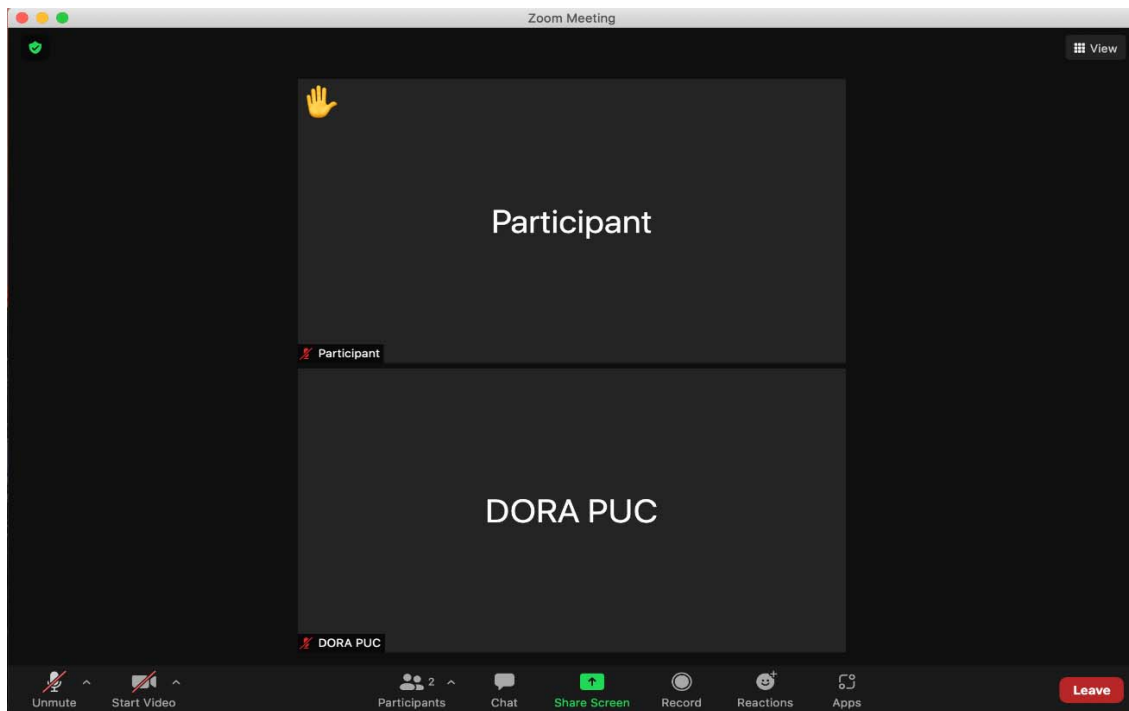 Zoom Meeting
View
Participant
Participant
DORA PUC
DORA PUC
Unmute
Start Video
2
Participants
Chat
Share Screen
Record
Reactions
Apps
Leave